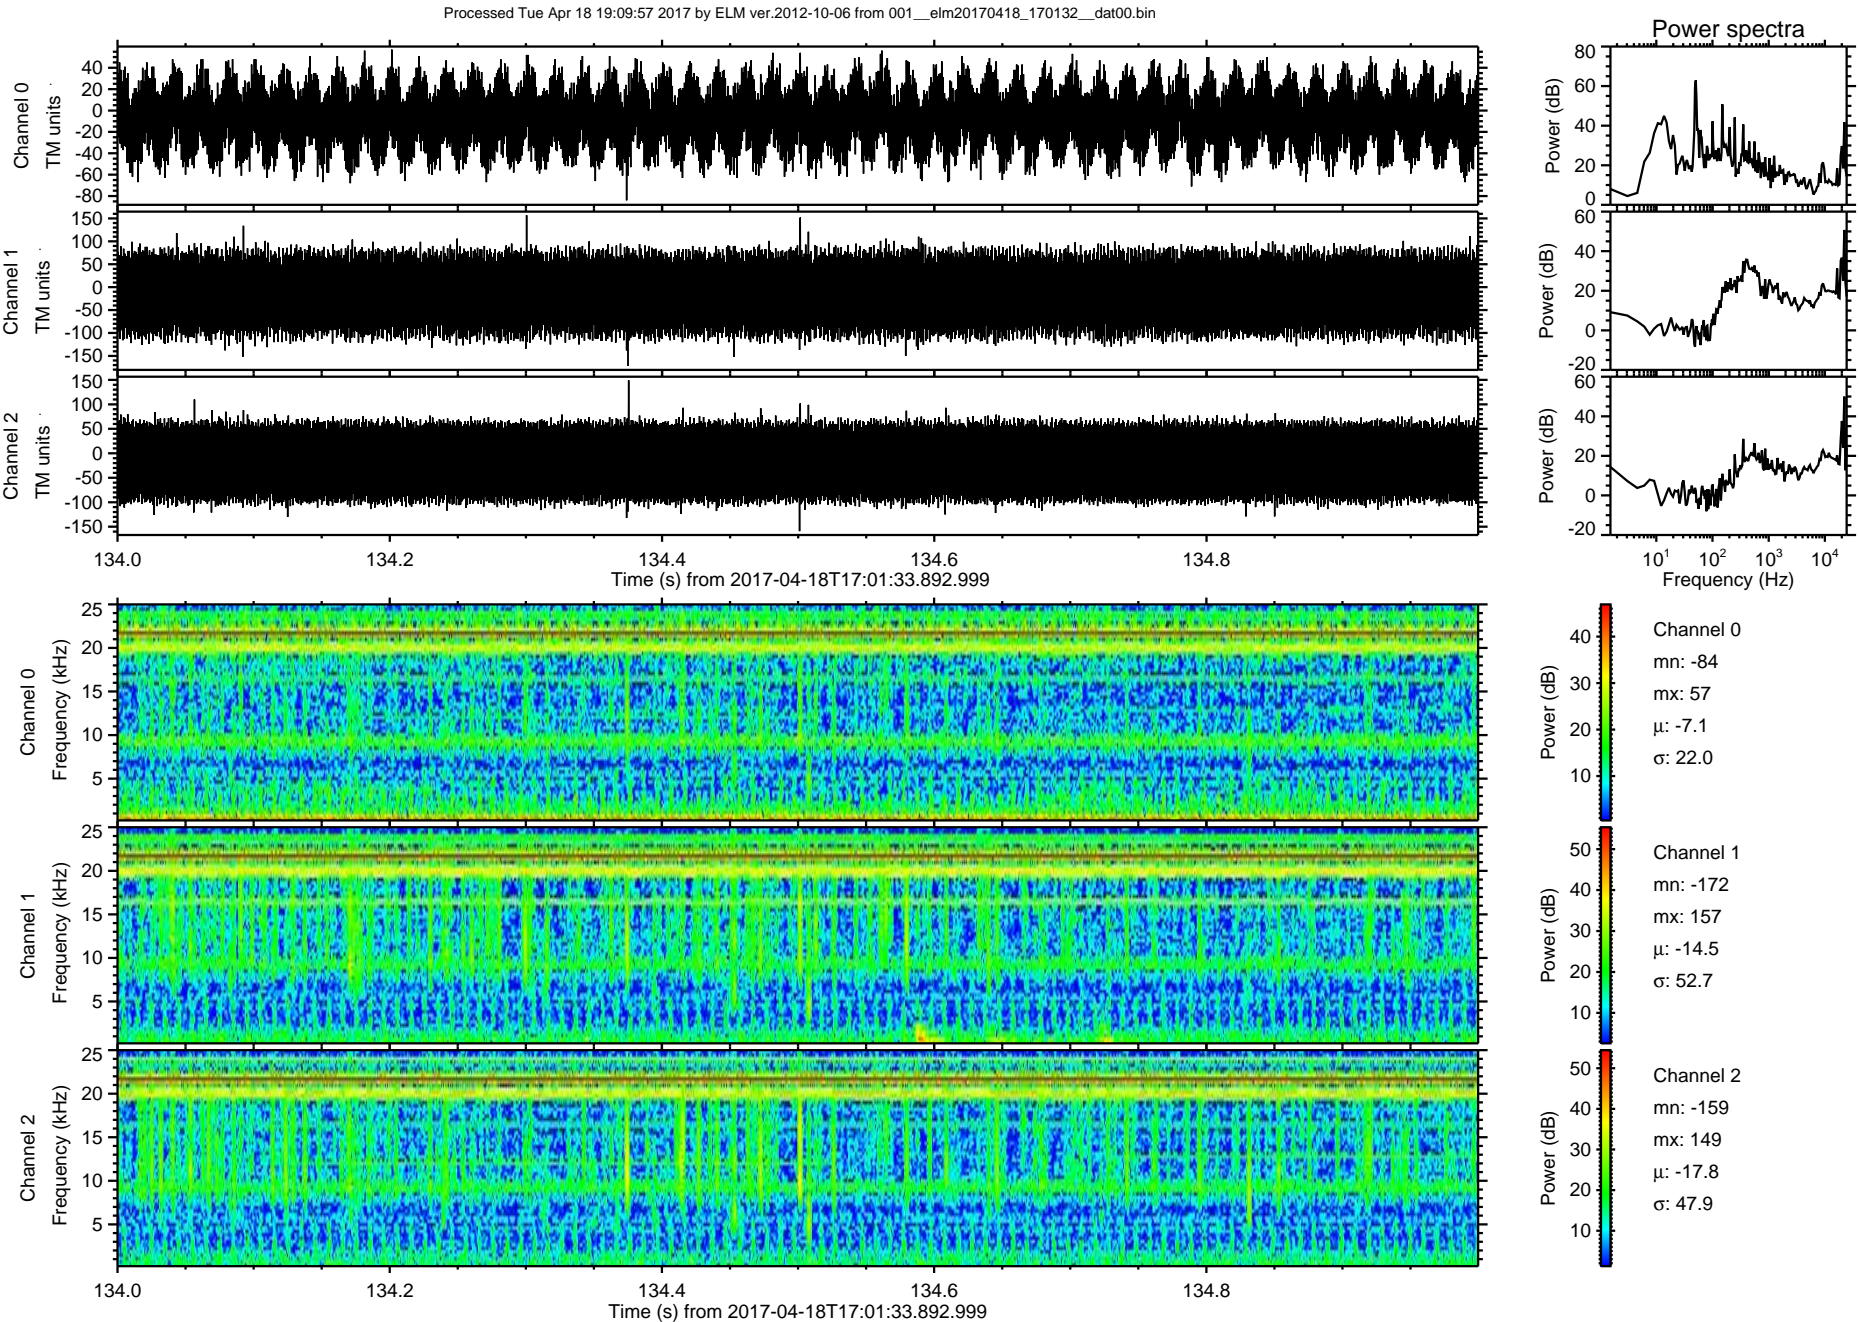 Processed Tue Apr 18 19:09:57 2017 by ELM ver.2012-10-06 from 001__elm20170418_170132__dat00.bin
Power spectra
Channel 0
TM units
40
20
0
-20
-40
-60
-80
Power (dB)
80
60
40
20
0
Channel 1
TM units
150
100
50
0
-50
-100
-150
Power (dB)
60
40
20
0
-20
Channel 2
TM units
150
100
50
0
-50
-100
-150
Power (dB)
60
40
20
0
-20
134.0 134.2 134.4 134.6 134.8
Time (s) from 2017-04-18T17:01:33.892.999
10^1 10^2 10^3 10^4
Frequency (Hz)
Channel 0
Frequency (kHz)
25
20
15
10
5
Power (dB)
40
30
20
10
Channel 0
mn: -84
mx: 57
μ: -7.1
σ: 22.0
Channel 1
Frequency (kHz)
25
20
15
10
5
Power (dB)
50
40
30
20
10
Channel 1
mn: -172
mx: 157
μ: -14.5
σ: 52.7
Channel 2
Frequency (kHz)
25
20
15
10
5
Power (dB)
50
40
30
20
10
Channel 2
mn: -159
mx: 149
μ: -17.8
σ: 47.9
134.0 134.2 134.4 134.6 134.8
Time (s) from 2017-04-18T17:01:33.892.999